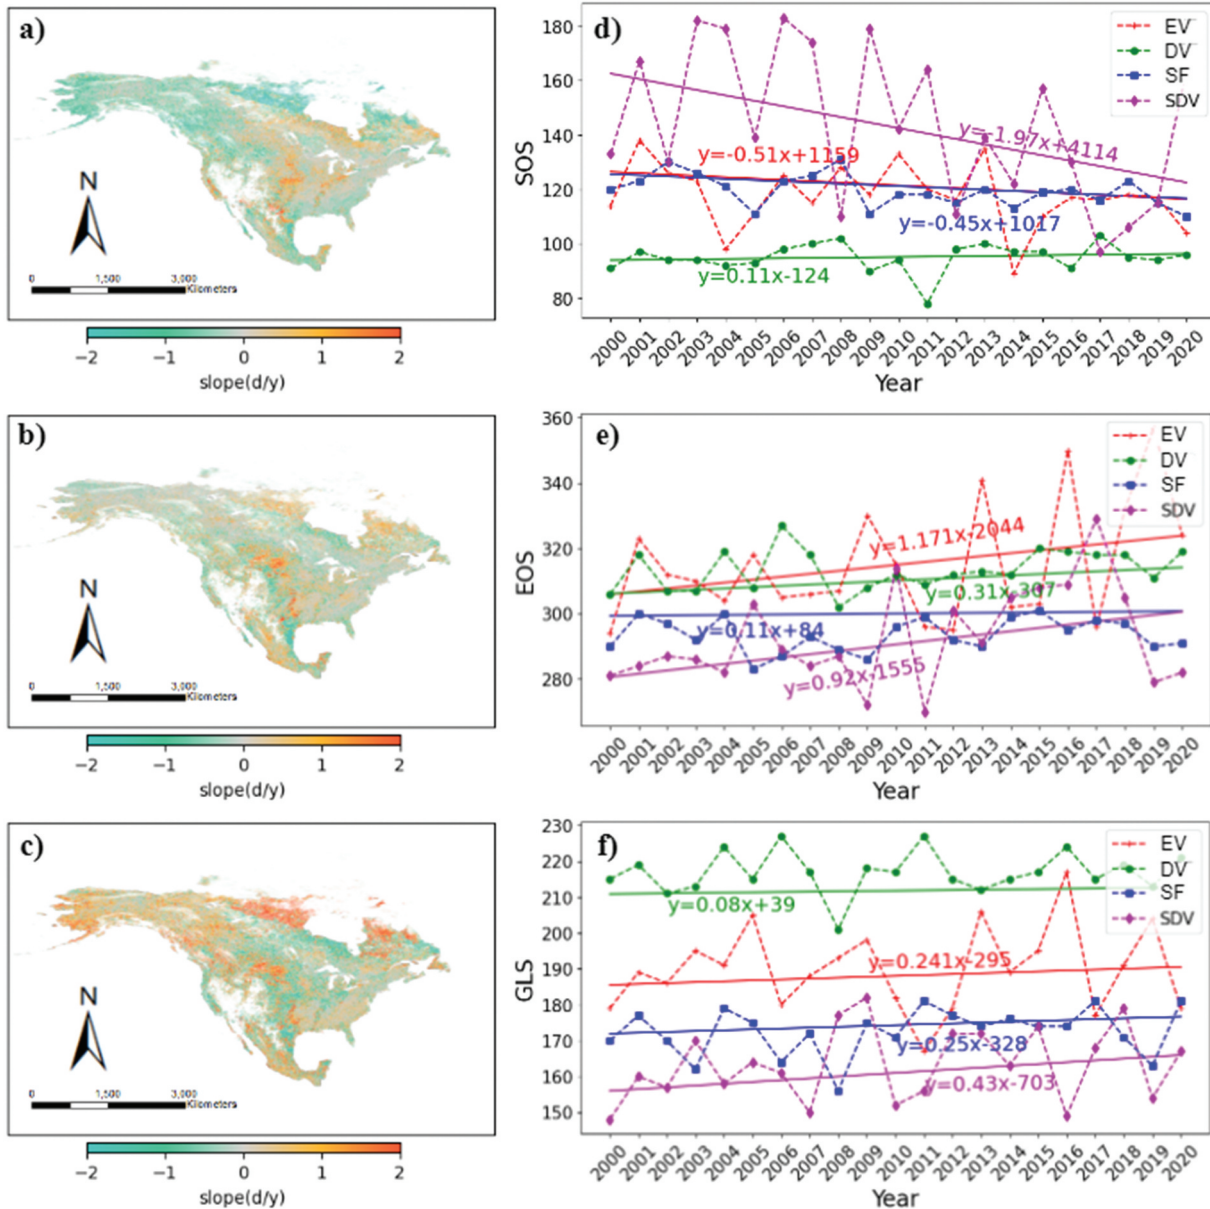 a)
N
0 1,500 3,000
Kilometers
−2 −1 0 1 2
slope(d/y)
d)
SOS
180
160
140
120
100
80
EV
DV
SF
SDV
y=-1.97x+4114
y=-0.51x+1159
y=-0.45x+1017
y=0.11x-124
2000 2001 2002 2003 2004 2005 2006 2007 2008 2009 2010 2011 2012 2013 2014 2015 2016 2017 2018 2019 2020
Year
b)
N
0 1,500 3,000
Kilometers
−2 −1 0 1 2
slope(d/y)
e)
EOS
360
340
320
300
280
EV
DV
SF
SDV
y=1.171x-2044
y=0.31x-307
y=0.11x+84
y=0.92x-1555
2000 2001 2002 2003 2004 2005 2006 2007 2008 2009 2010 2011 2012 2013 2014 2015 2016 2017 2018 2019 2020
Year
c)
N
0 1,500 3,000
Kilometers
−2 −1 0 1 2
slope(d/y)
f)
GLS
230
220
210
200
190
180
170
160
150
EV
DV
SF
SDV
y=0.08x+39
y=0.241x-295
y=0.25x-328
y=0.43x-703
2000 2001 2002 2003 2004 2005 2006 2007 2008 2009 2010 2011 2012 2013 2014 2015 2016 2017 2018 2019 2020
Year